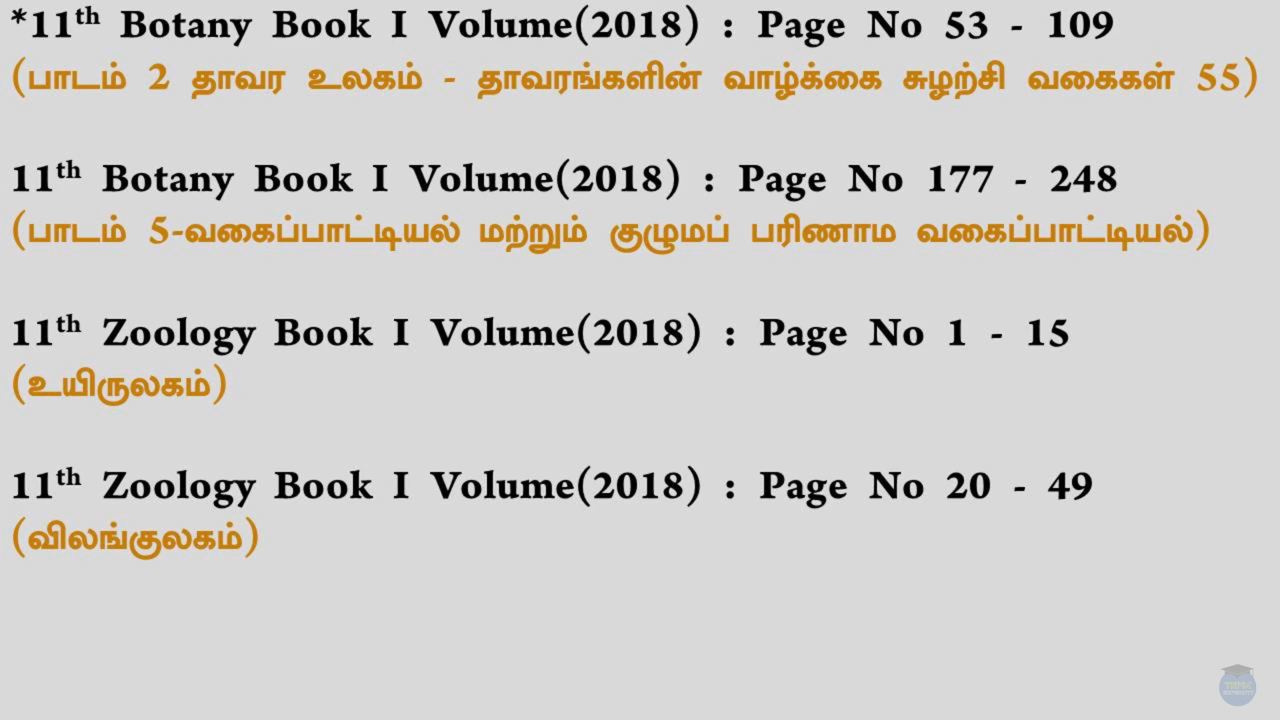 *11th Botany Book I Volume(2018) : Page No 53 - 109
(பாடம் 2 தாவர உலகம் - தாவரங்களின் வாழ்க்கை சுழற்சி வகைகள் 55)
11th Botany Book I Volume(2018) : Page No 177 - 248
(பாடம் 5-வகைப்பாட்டியல் மற்றும் குழுமப் பரிணாம வகைப்பாட்டியல்)
11th Zoology Book I Volume(2018) : Page No 1 - 15
(உயிருலகம்)
11th Zoology Book I Volume(2018) : Page No 20 - 49
(விலங்குலகம்)